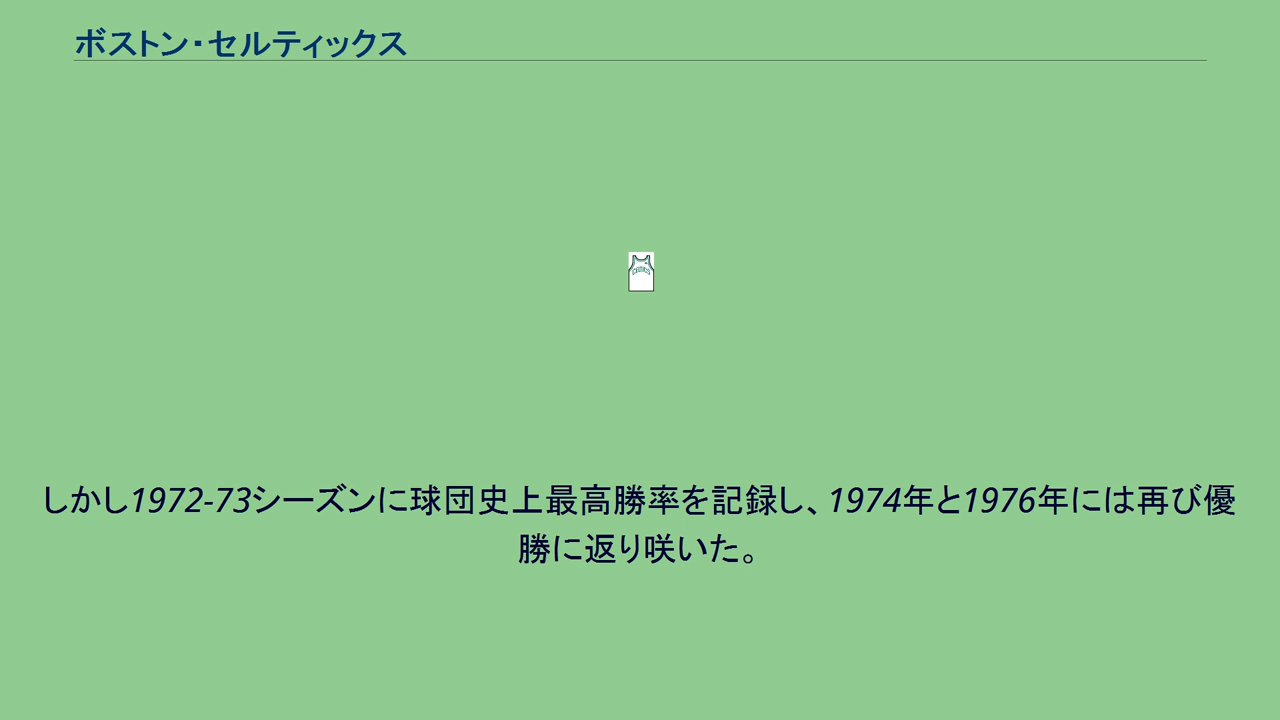 ボストン・セルティックス
しかし1972-73シーズンに球団史上最高勝率を記録し、1974年と1976年には再び優
勝に返り咲いた。